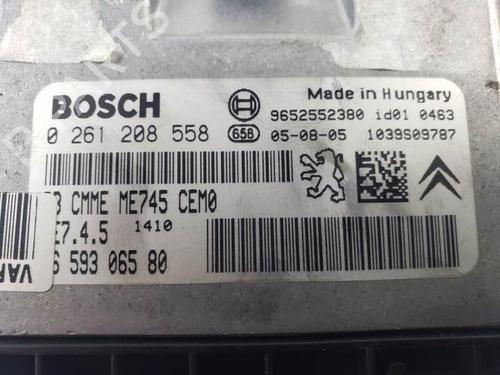 BOSCH
Made in Hungary
9652552380 id01 0463
0 261 208 558 658 05-08-05 1039S09787
CMME ME745 CEM0
E7.4.5 1410
6 593 065 80
VAR
PARTS